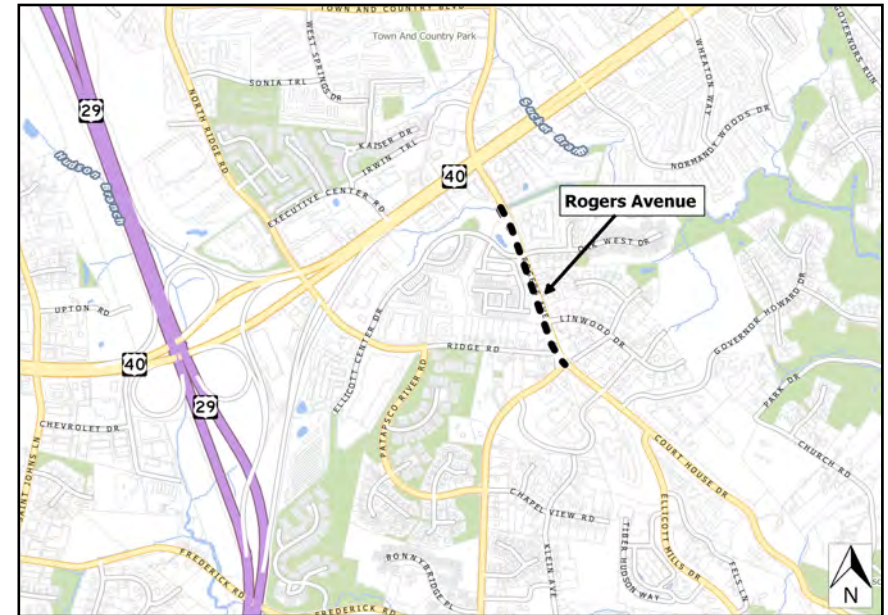 TOWN AND COUNTRY BLVD
Town And Country Park
WEST SPRINGS DR
SONIA TRL
NORTH RIDGE RD
WHEATON WAY
GOVERNORS RUN
29
Hudson Branch
KAISER DR
IRWIN TRL
Sucker Branch
NORMANDY WOODS DR
40
EXECUTIVE CENTER RD
Rogers Avenue
OAK WEST DR
UPTON RD
LINWOOD DR
GOVERNOR HOWARD DR
RIDGE RD
ELLICOTT CENTER DR
40
29
PATAPSCO RIVER RD
PARK DR
CHEVROLET DR
SAINT JOHNS LN
COURT HOUSE DR
CHURCH RD
CHAPEL VIEW RD
ELLICOTT MILLS DR
TIBER HUDSON WAY
FELS LN
KLEIN AVE
FREDERICK RD
BONNYBRIDGE PL
FREDERICK RD
N